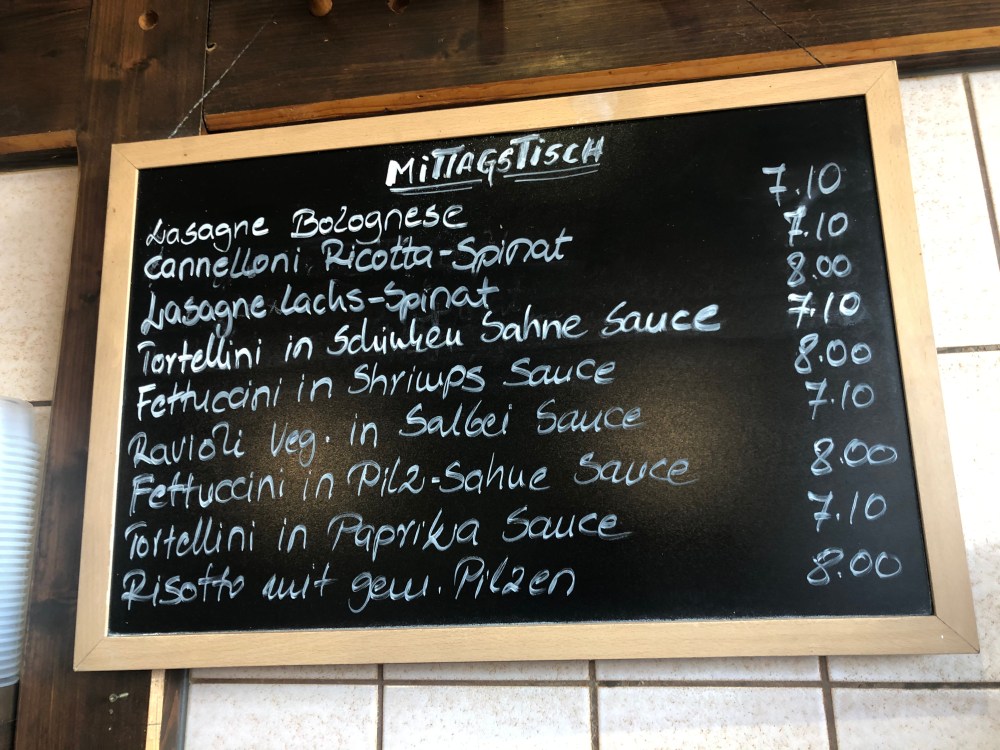 MiTTAGSTiSCH
Lasagne Bolognese 7.10
Cannelloni Ricotta-Spinat 7.10
Lasagne Lachs-Spinat 8.00
Tortellini in Schinken Sahne Sauce 7.10
Fettuccini in Shrimps Sauce 8.00
Ravioli Veg. in Salbei Sauce 7.10
Fettuccini in Pilz-Sahne Sauce 8.00
Tortellini in Paprika Sauce 7.10
Risotto mit gem. Pilzen 8.00